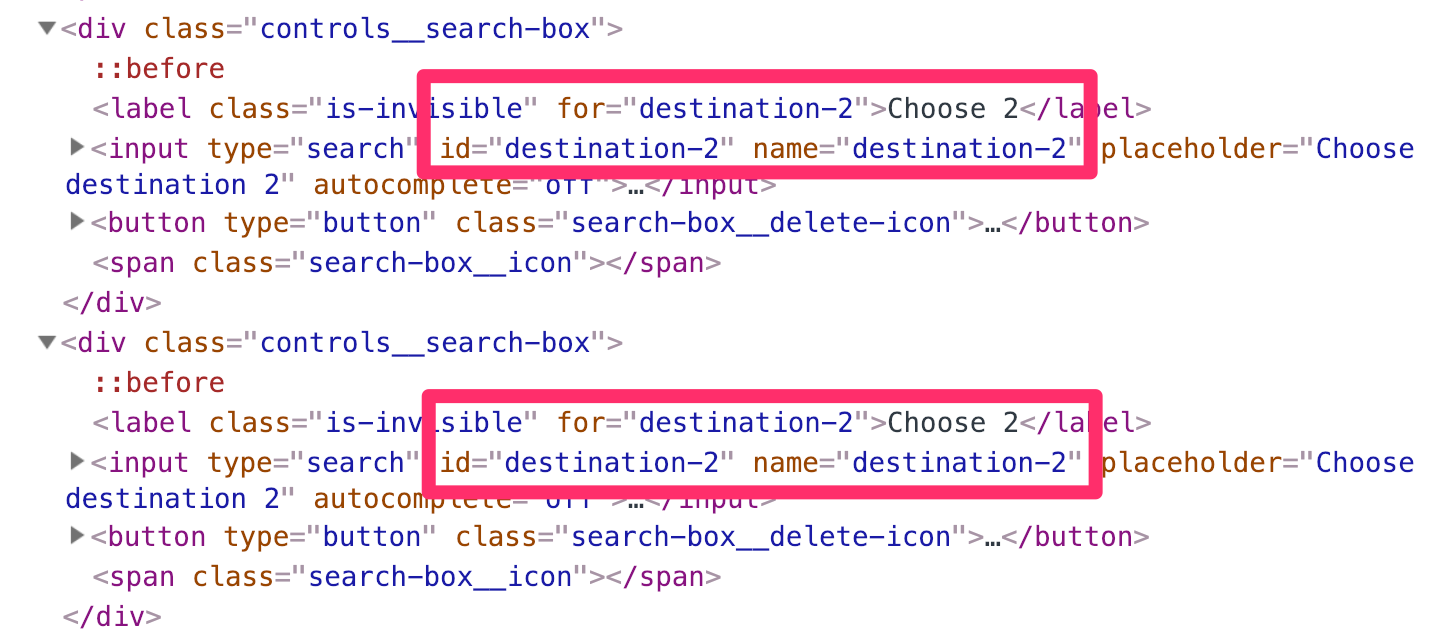 <div class="controls__search-box">
::before
<label class="is-invisible" for="destination-2">Choose 2</label>
<input type="search" id="destination-2" name="destination-2" placeholder="Choose
destination 2" autocomplete="off">…</input>
<button type="button" class="search-box__delete-icon">…</button>
<span class="search-box__icon"></span>
</div>
<div class="controls__search-box">
::before
<label class="is-invisible" for="destination-2">Choose 2</label>
<input type="search" id="destination-2" name="destination-2" placeholder="Choose
destination 2" autocomplete="off">…</input>
<button type="button" class="search-box__delete-icon">…</button>
<span class="search-box__icon"></span>
</div>